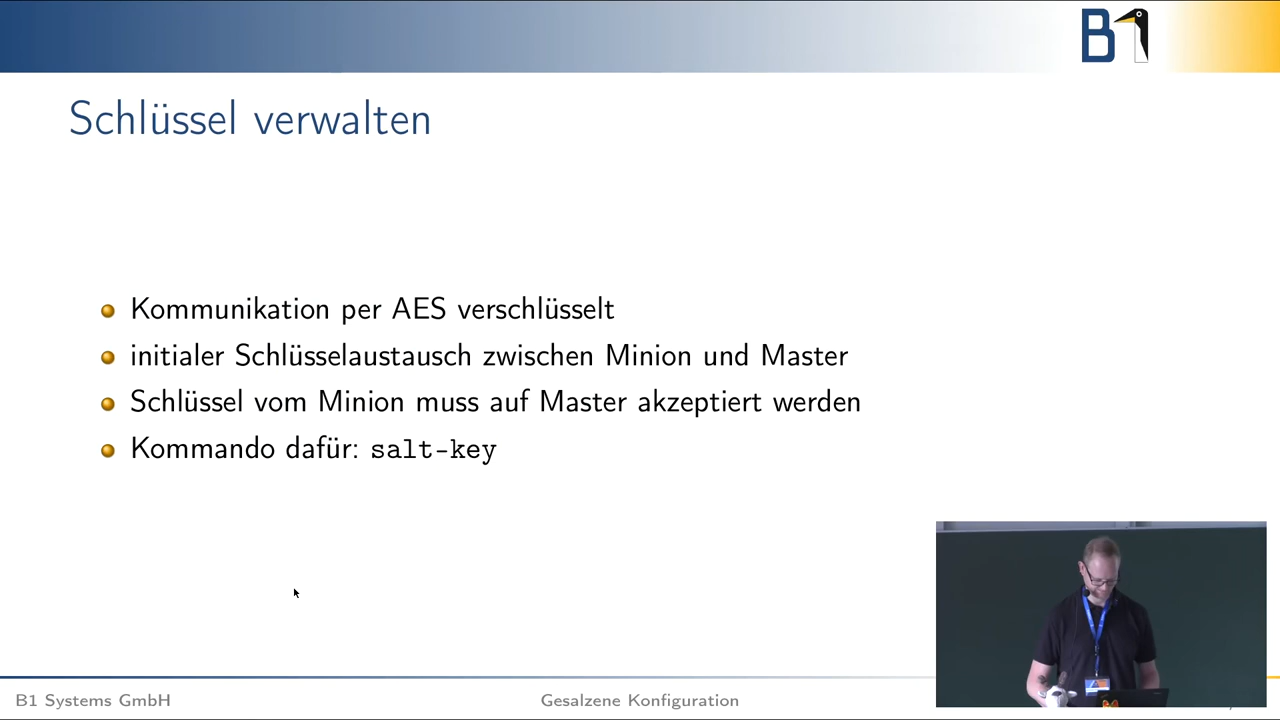 B1
Schlüssel verwalten
Kommunikation per AES verschlüsselt
initialer Schlüsselaustausch zwischen Minion und Master
Schlüssel vom Minion muss auf Master akzeptiert werden
Kommando dafür: salt-key
B1 Systems GmbH
Gesalzene Konfiguration